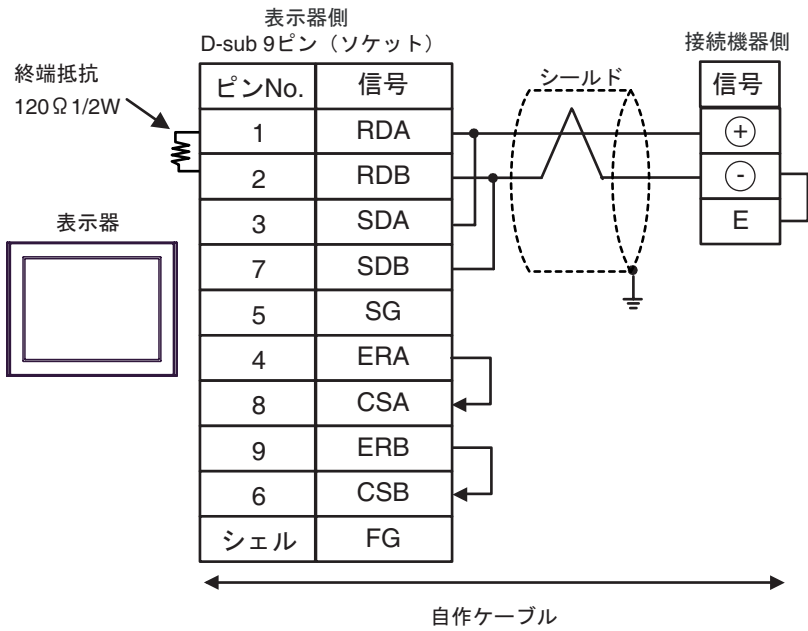 表示器側
D-sub 9ピン（ソケット）
接続機器側
終端抵抗
120Ω 1/2W
シールド
ピンNo. 信号
信号
1 RDA
+
2 RDB
-
3 SDA
E
7 SDB
5 SG
4 ERA
8 CSA
9 ERB
6 CSB
シェル FG
表示器
自作ケーブル